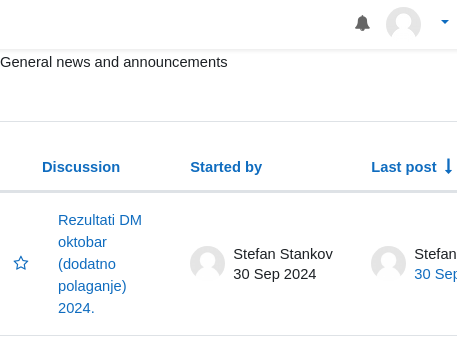 General news and announcements
Discussion Started by Last post
Rezultati DM
oktobar
(dodatno
polaganje)
2024.
Stefan Stankov
30 Sep 2024
Stefan
30 Sep